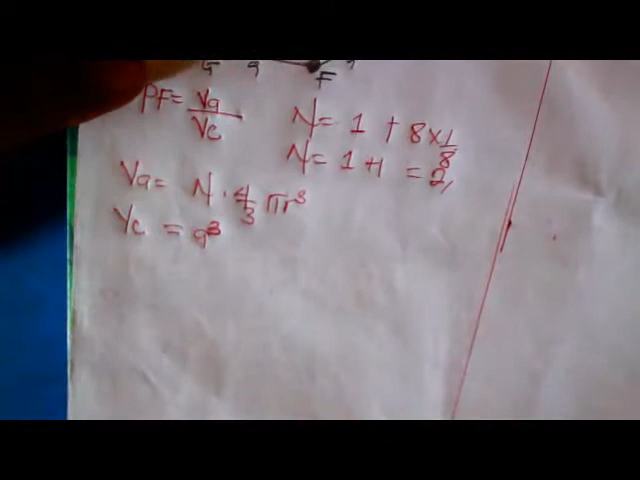 a F
PF = Va/Vc
N = 1 + 8 × 1/8
N = 1 + 1 = 2,
Va = N · 4/3 πr³
Vc = a³